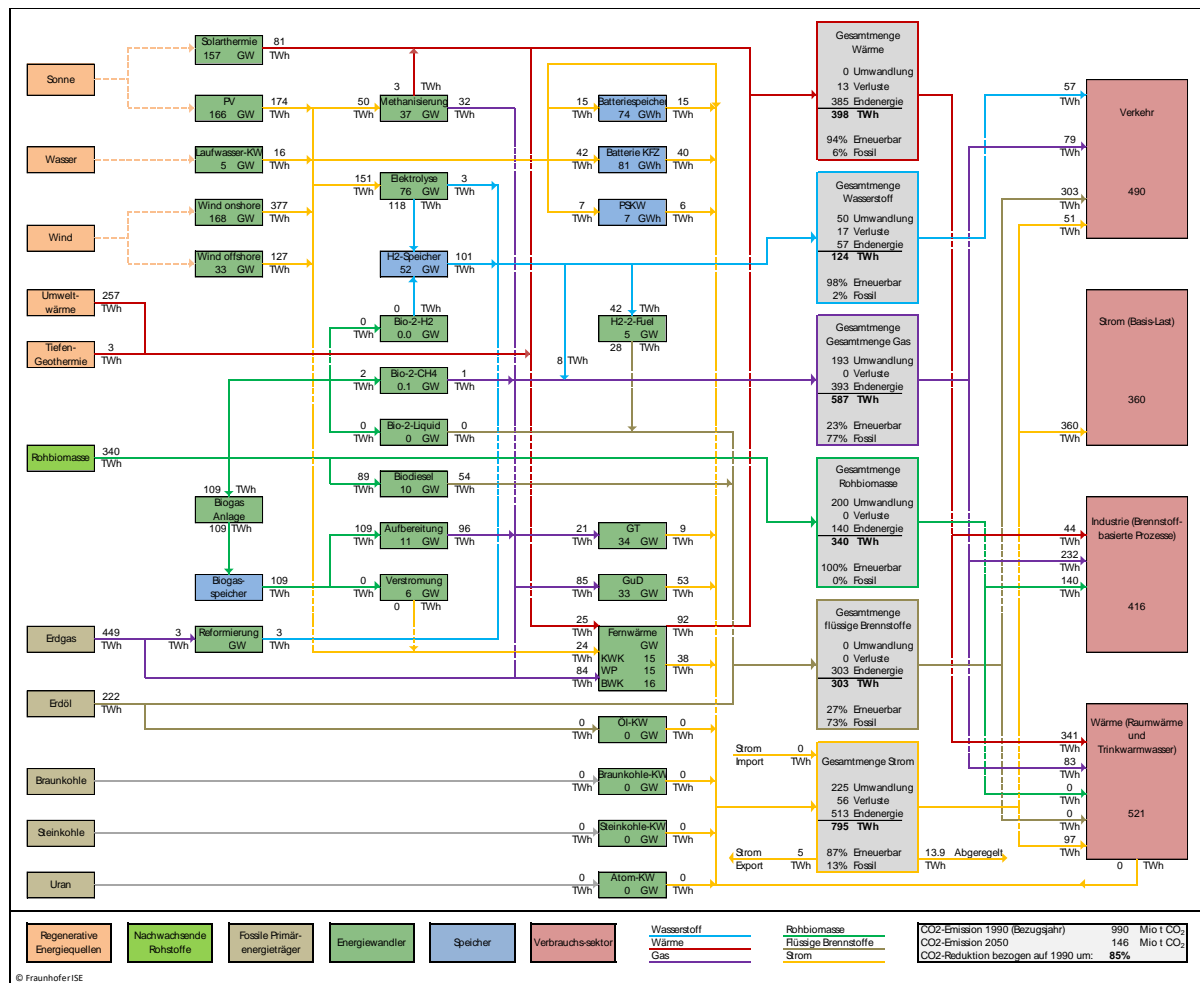 Solarthermie
157 GW
81
TWh
Sonne
3 TWh
PV
166 GW
174
TWh
50
TWh
Methanisierung
37 GW
32
TWh
15
TWh
Batteriespeicher
74 GWh
15
TWh
Wasser
Laufwasser-KW
5 GW
16
TWh
42
TWh
Batterie KFZ
81 GWh
40
TWh
151
TWh
Elektrolyse
76 GW
3
TWh
118
TWh
Wind onshore
168 GW
377
TWh
7
TWh
PSKW
7 GWh
6
TWh
Wind
Wind offshore
33 GW
127
TWh
H2-Speicher
52 GW
101
TWh
Umwelt-
wärme
257
TWh
0 TWh
0
TWh
Bio-2-H2
0.0 GW
42
TWh
H2-2-Fuel
5 GW
28
TWh
8 TWh
Tiefen-
Geothermie
3
TWh
2
TWh
Bio-2-CH4
0.1 GW
1
TWh
0
TWh
Bio-2-Liquid
0 GW
0
TWh
Rohbiomasse
340
TWh
89
TWh
Biodiesel
10 GW
54
TWh
109 TWh
Biogas
Anlage
109
TWh
109
TWh
Aufbereitung
11 GW
96
TWh
21
TWh
GT
34 GW
9
TWh
Biogas-
speicher
109
TWh
0
TWh
Verstromung
6 GW
0
TWh
85
TWh
GuD
33 GW
53
TWh
Erdgas
449
TWh
3
TWh
Reformierung
GW
3
TWh
25
TWh
24
TWh
84
TWh
Fernwärme
GW
KWK 15
WP 15
BWK 16
92
TWh
38
TWh
Erdöl
222
TWh
0
TWh
Öl-KW
0 GW
0
TWh
Braunkohle
0
TWh
Braunkohle-KW
0 GW
0
TWh
Steinkohle
0
TWh
Steinkohle-KW
0 GW
0
TWh
Uran
0
TWh
Atom-KW
0 GW
0
TWh
Gesamtmenge
Wärme
0 Umwandlung
13 Verluste
385 Endenergie
398 TWh
94% Erneuerbar
6% Fossil
Gesamtmenge
Wasserstoff
50 Umwandlung
17 Verluste
57 Endenergie
124 TWh
98% Erneuerbar
2% Fossil
Gesamtmenge
Gesamtmenge Gas
193 Umwandlung
0 Verluste
393 Endenergie
587 TWh
23% Erneuerbar
77% Fossil
Gesamtmenge
Rohbiomasse
200 Umwandlung
0 Verluste
140 Endenergie
340 TWh
100% Erneuerbar
0% Fossil
Gesamtmenge
flüssige Brennstoffe
0 Umwandlung
0 Verluste
303 Endenergie
303 TWh
27% Erneuerbar
73% Fossil
Strom
Import
0
TWh
Gesamtmenge Strom
225 Umwandlung
56 Verluste
513 Endenergie
795 TWh
87% Erneuerbar
13% Fossil
Strom
Export
5
TWh
13.9 Abgeregelt
TWh
57
TWh
79
TWh
303
TWh
51
TWh
Verkehr
490
360
TWh
Strom (Basis-Last)
360
44
TWh
232
TWh
140
TWh
Industrie (Brennstoff-
basierte Prozesse)
416
341
TWh
83
TWh
0
TWh
0
TWh
97
TWh
Wärme (Raumwärme
und
Trinkwarmwasser)
521
0 TWh
Regenerative
Energiequellen
Nachwachsende
Rohstoffe
Fossile Primär-
energieträger
Energiewandler
Speicher
Verbrauchs-sektor
Wasserstoff
Wärme
Gas
Rohbiomasse
Flüssige Brennstoffe
Strom
CO2-Emission 1990 (Bezugsjahr) 990 Mio t CO₂
CO2-Emission 2050 146 Mio t CO₂
CO2-Reduktion bezogen auf 1990 um: 85%
© Fraunhofer ISE